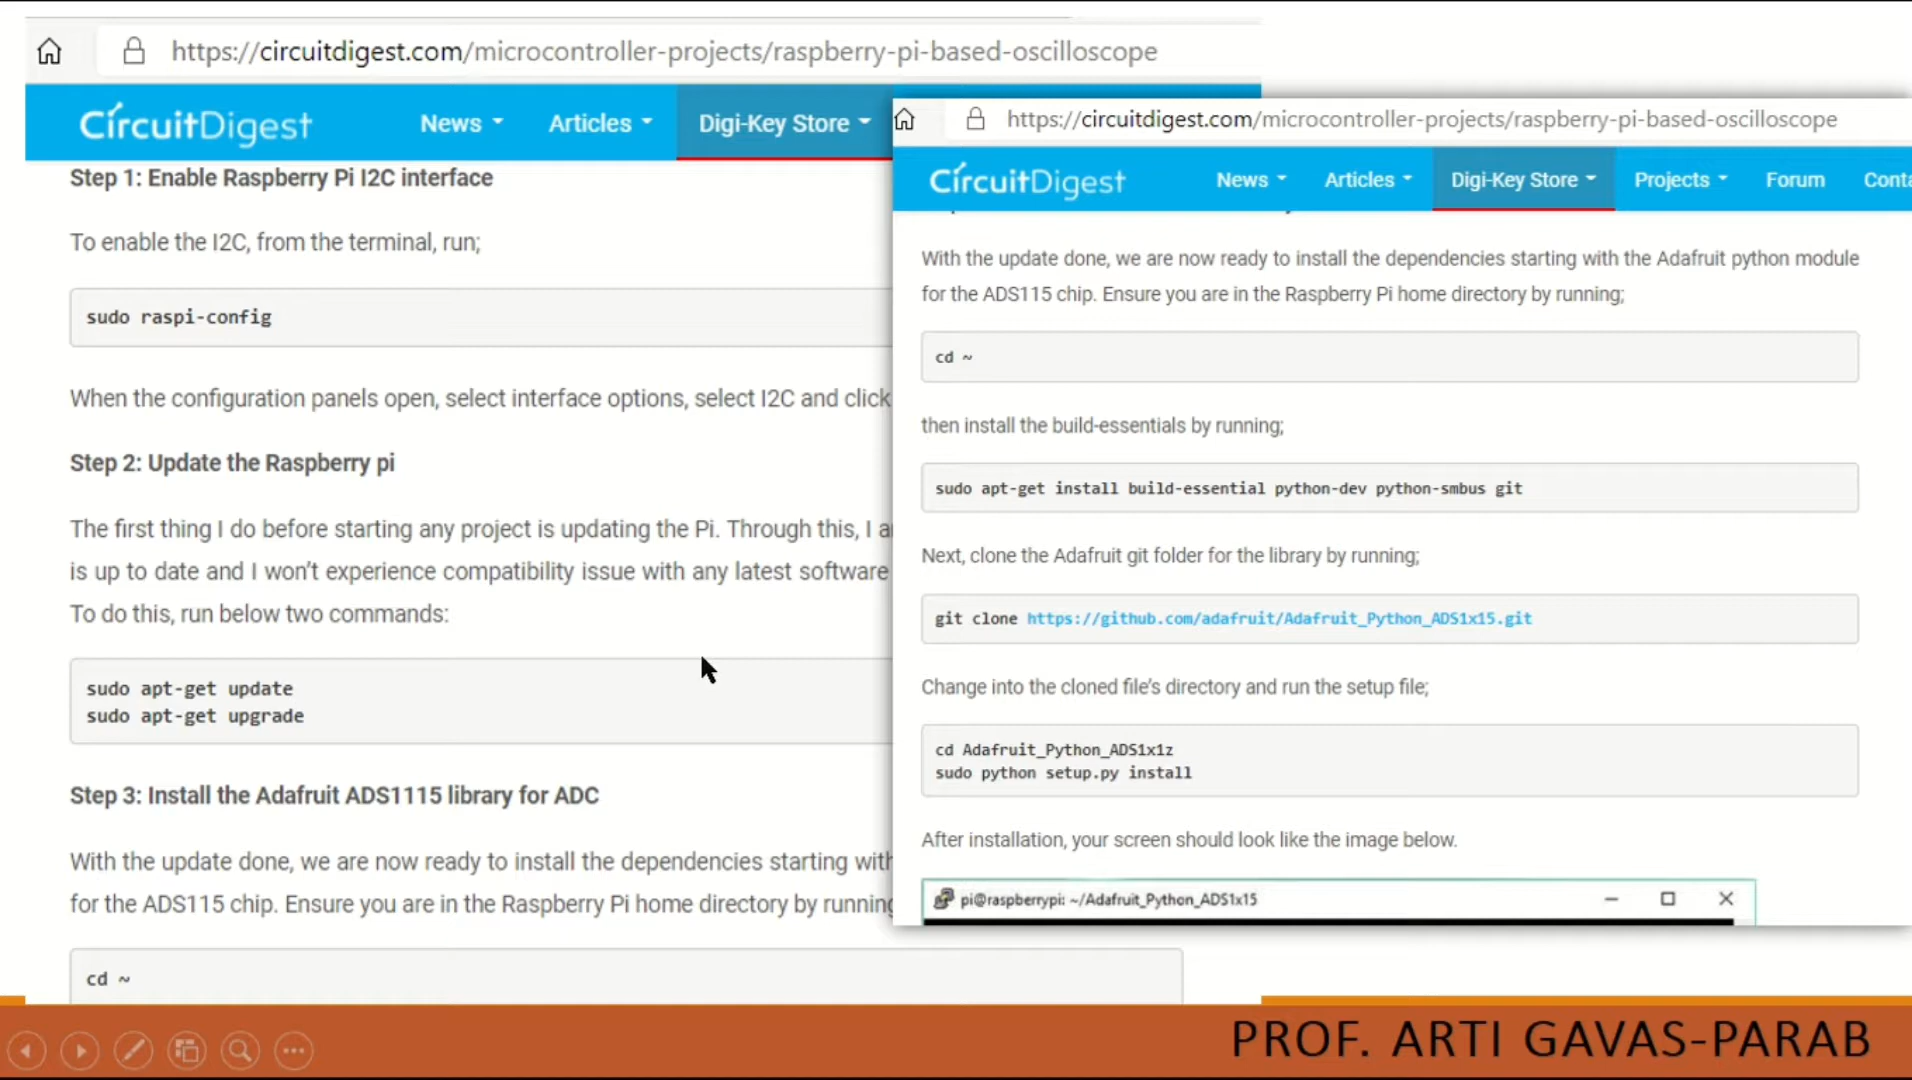 https://circuitdigest.com/microcontroller-projects/raspberry-pi-based-oscilloscope
CircuitDigest
News
Articles
Digi-Key Store
Step 1: Enable Raspberry Pi I2C interface
To enable the I2C, from the terminal, run;
sudo raspi-config
When the configuration panels open, select interface options, select I2C and click
Step 2: Update the Raspberry pi
The first thing I do before starting any project is updating the Pi. Through this, I
is up to date and I won't experience compatibility issue with any latest software
To do this, run below two commands:
sudo apt-get update
sudo apt-get upgrade
Step 3: Install the Adafruit ADS1115 library for ADC
With the update done, we are now ready to install the dependencies starting with
for the ADS115 chip. Ensure you are in the Raspberry Pi home directory by running
cd ~
https://circuitdigest.com/microcontroller-projects/raspberry-pi-based-oscilloscope
CircuitDigest
News
Articles
Digi-Key Store
Projects
Forum
Conta
With the update done, we are now ready to install the dependencies starting with the Adafruit python module
for the ADS115 chip. Ensure you are in the Raspberry Pi home directory by running;
cd ~
then install the build-essentials by running;
sudo apt-get install build-essential python-dev python-smbus git
Next, clone the Adafruit git folder for the library by running;
git clone https://github.com/adafruit/Adafruit_Python_ADS1x15.git
Change into the cloned file's directory and run the setup file;
cd Adafruit_Python_ADS1x1z
sudo python setup.py install
After installation, your screen should look like the image below.
pi@raspberrypi: ~/Adafruit_Python_ADS1x15
PROF. ARTI GAVAS-PARAB